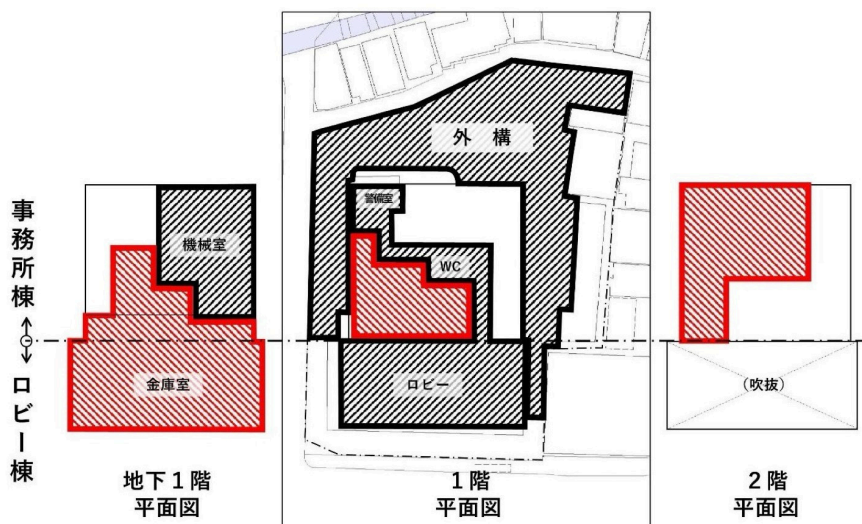 事務所棟
ロビー棟
機械室
金庫室
地下1階
平面図
外 構
警備室
WC
ロビー
1階
平面図
(吹抜)
2階
平面図